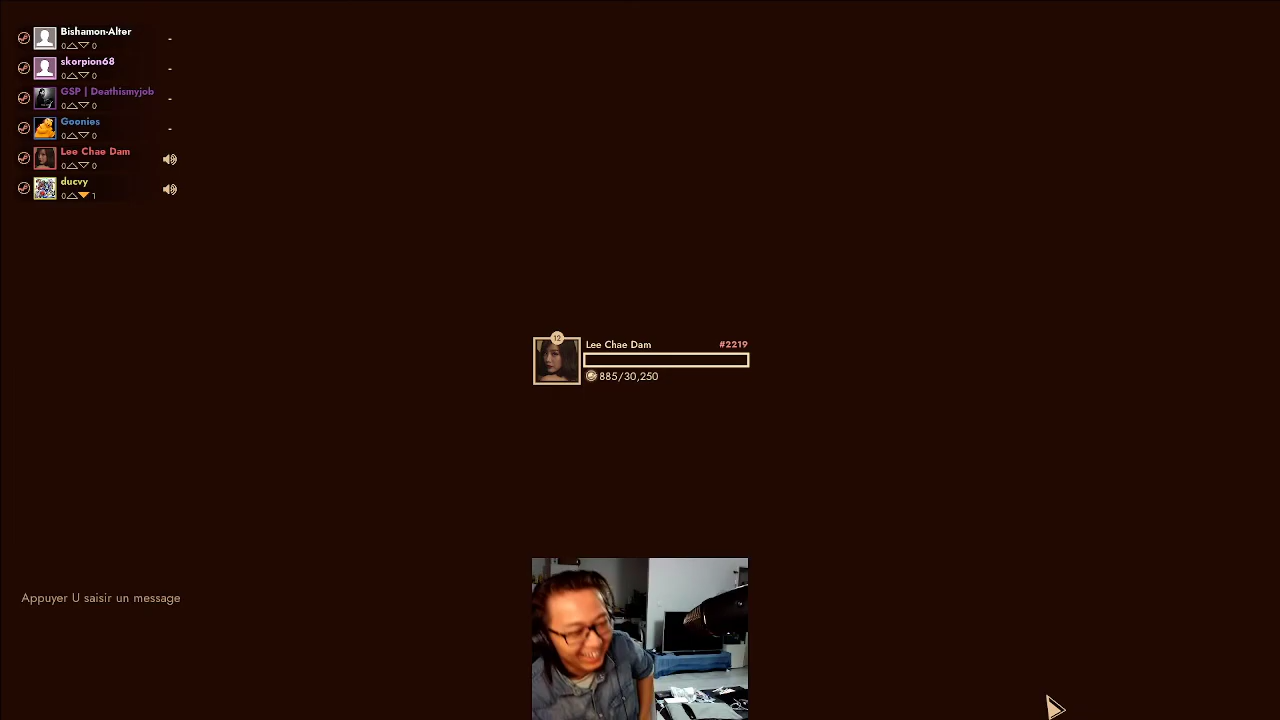 Bishamon-Alter
0 0
-
skorpion68
0 0
-
GSP | Deathismyjob
0 0
-
Goonies
0 0
-
Lee Chae Dam
0 0
ducvy
0 1
12
Lee Chae Dam #2219
885/30,250
Appuyer U saisir un message